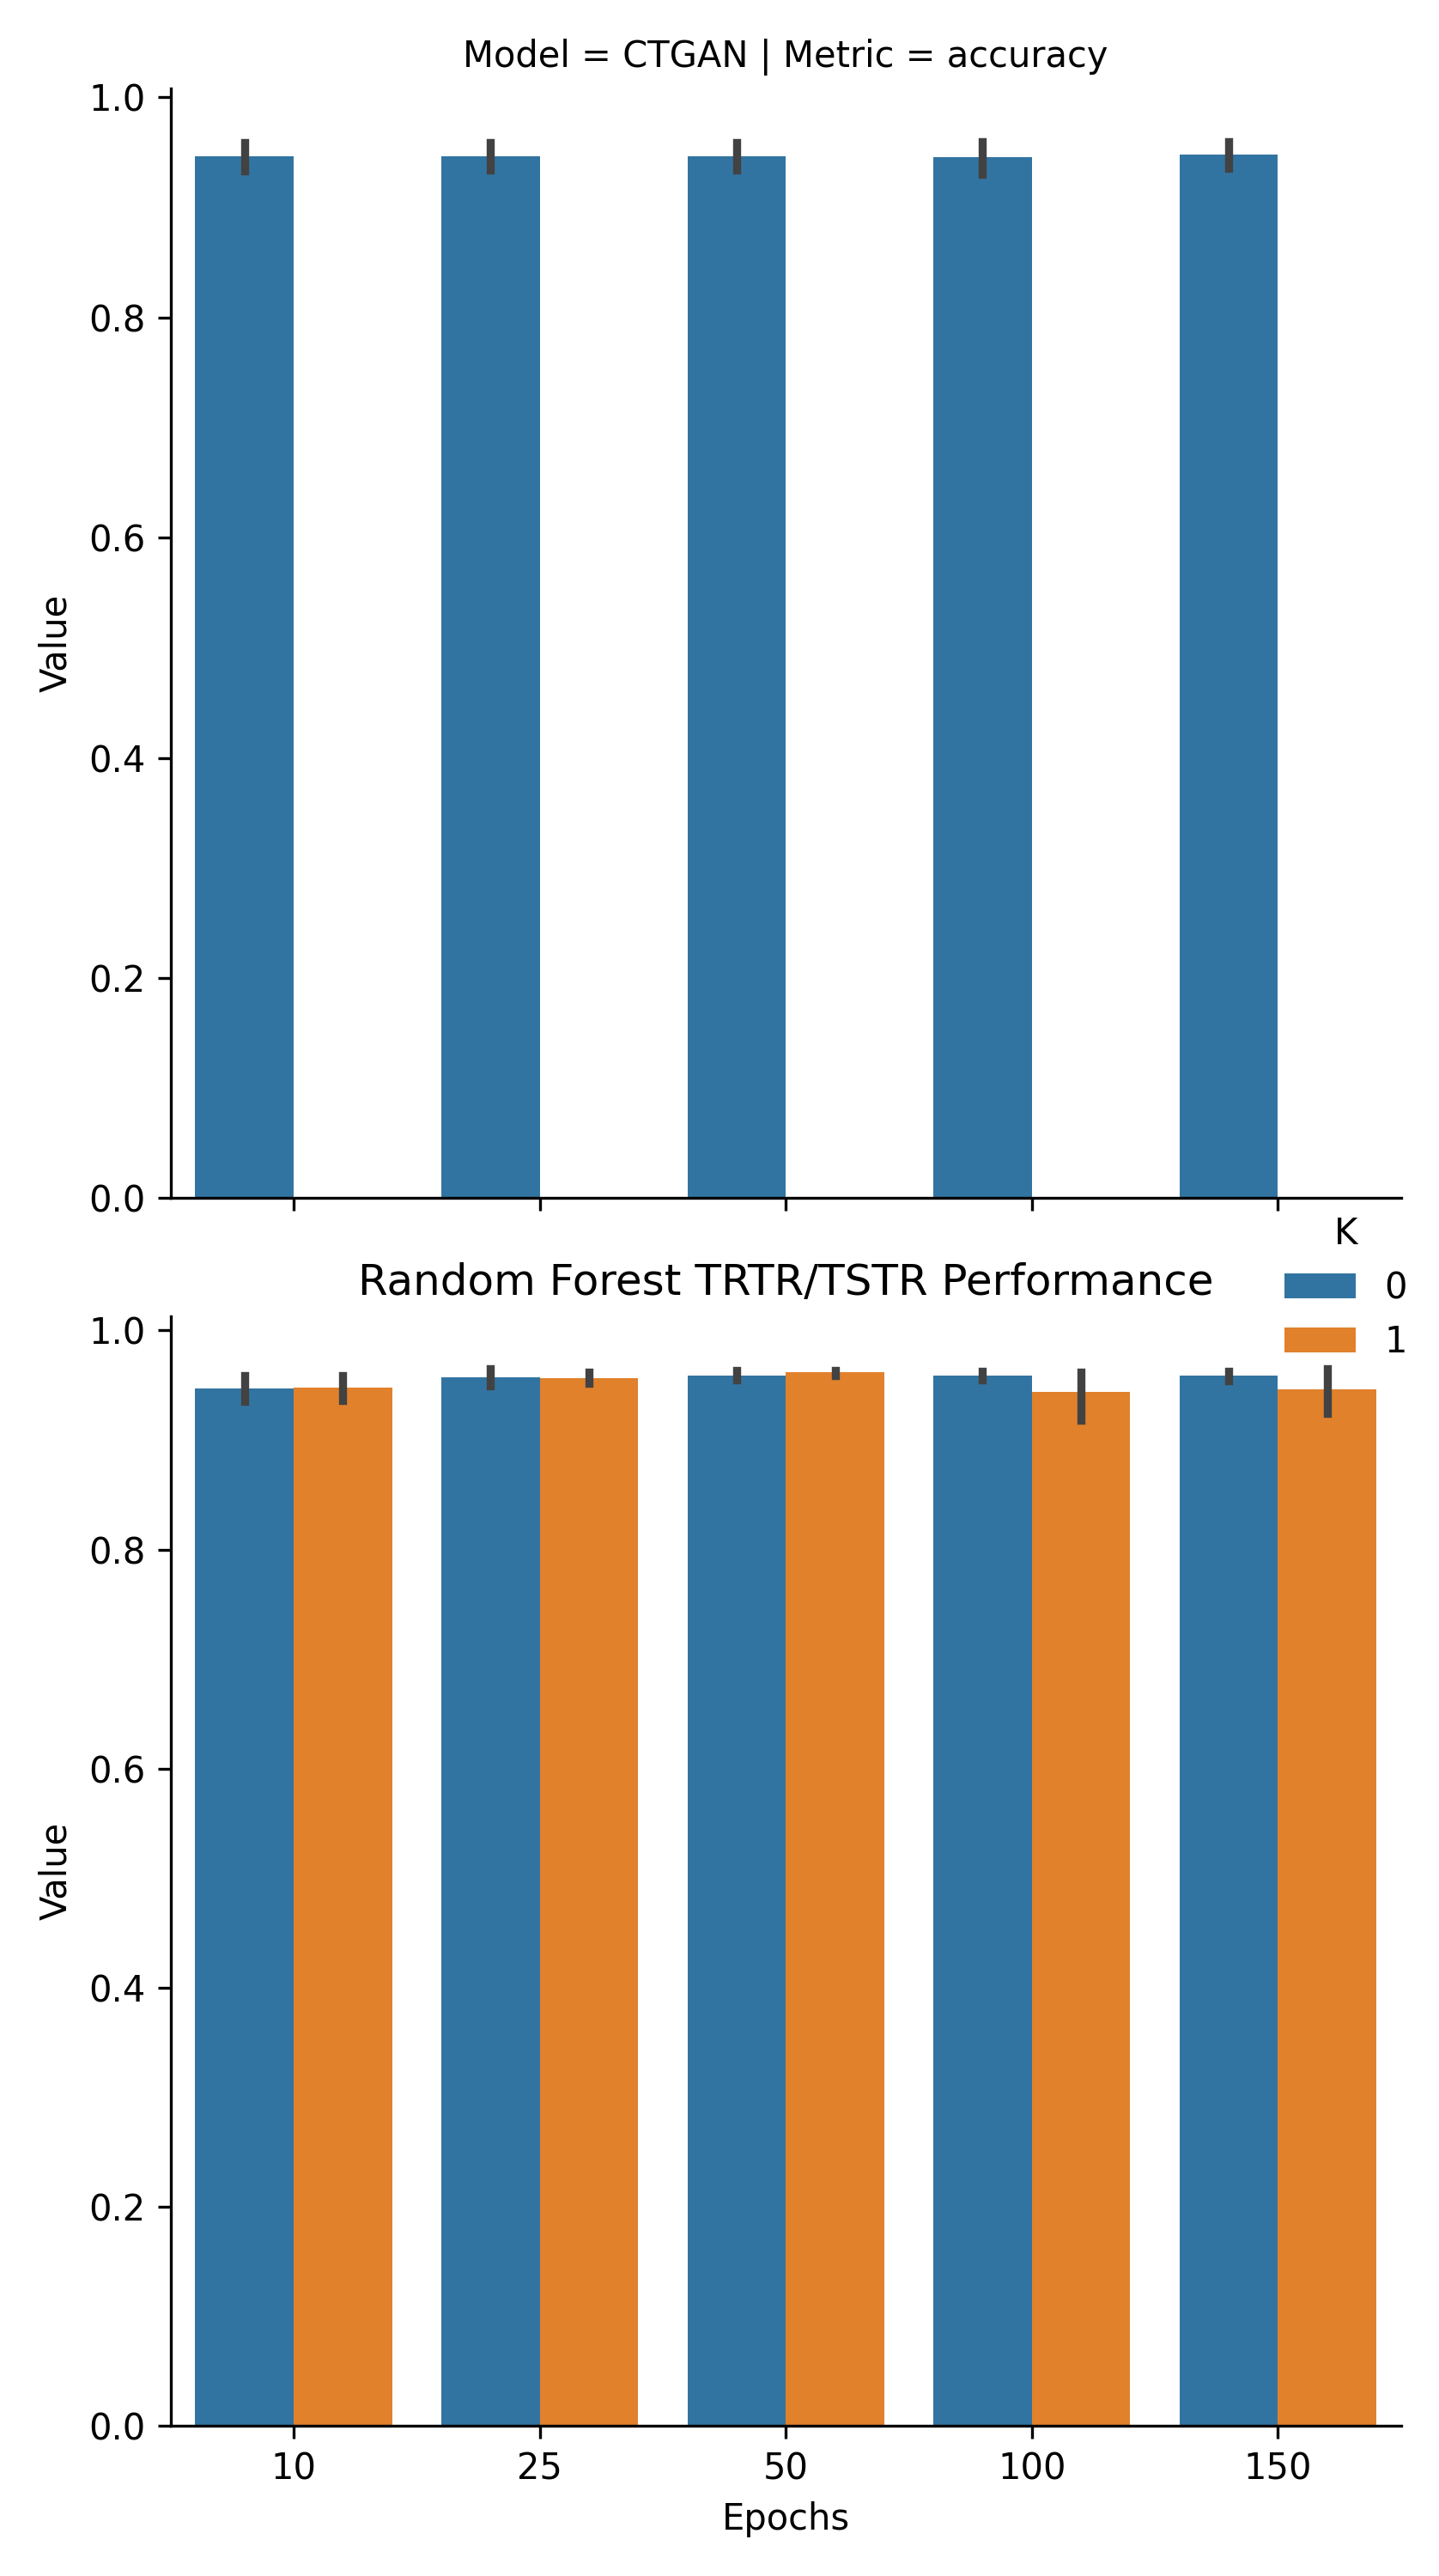 Model = CTGAN | Metric = accuracy
1.0
0.8
0.6
0.4
0.2
0.0
Value
K
0
1
Random Forest TRTR/TSTR Performance
1.0
0.8
0.6
0.4
0.2
0.0
Value
10 25 50 100 150
Epochs